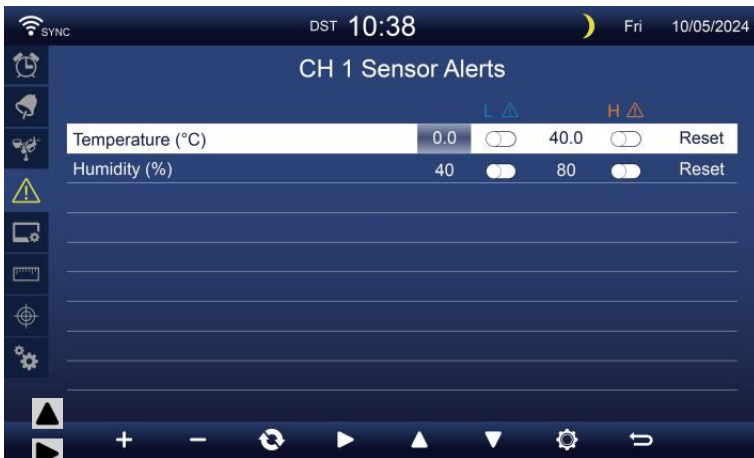 SYNC DST 10:38 Fri 10/05/2024
CH 1 Sensor Alerts
L H
Temperature (°C) 0.0 40.0 Reset
Humidity (%) 40 80 Reset